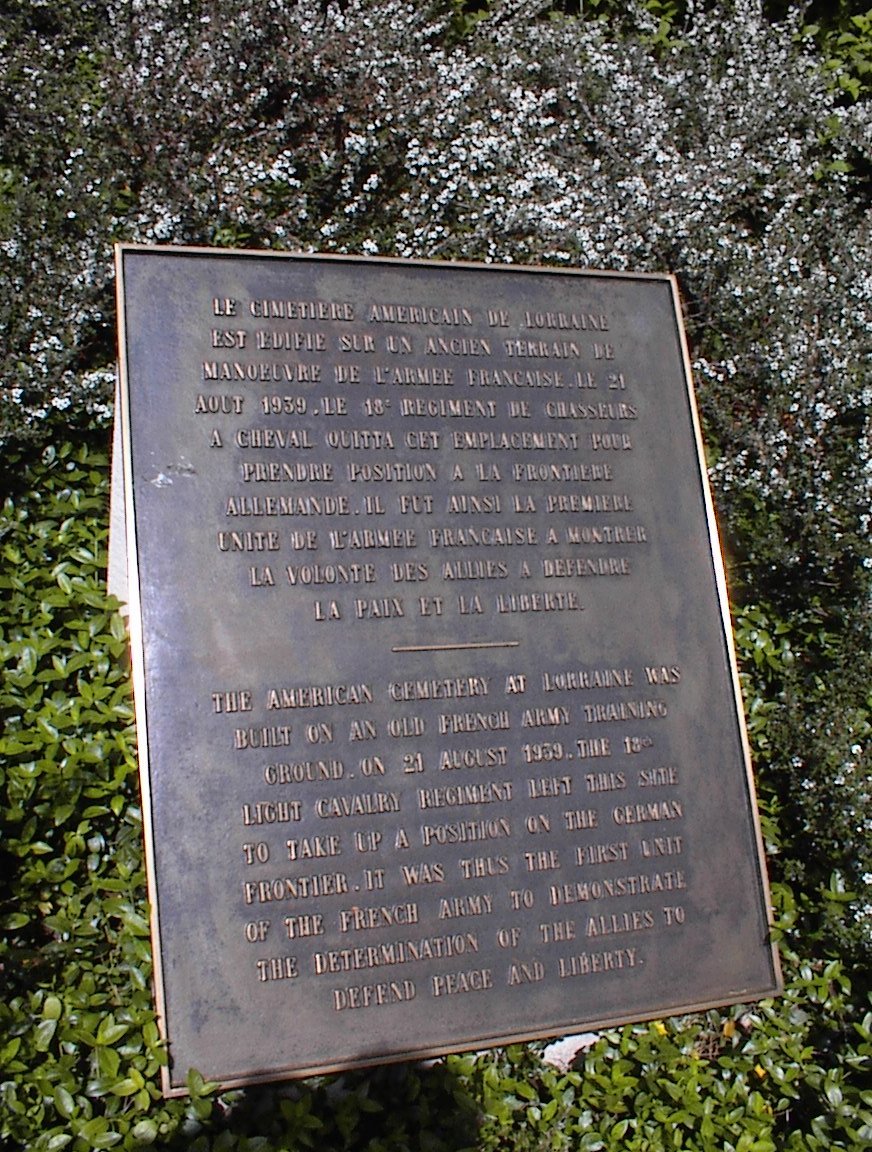 LE CIMETIERE AMERICAIN DE LORRAINE
EST EDIFIE SUR UN ANCIEN TERRAIN DE
MANOEUVRE DE L'ARMEE FRANCAISE. LE 21
AOUT 1939. LE 18e REGIMENT DE CHASSEURS
A CHEVAL QUITTA CET EMPLACEMENT POUR
PRENDRE POSITION A LA FRONTIERE
ALLEMANDE. IL FUT AINSI LA PREMIERE
UNITE DE L'ARMEE FRANCAISE A MONTRER
LA VOLONTE DES ALLIES A DEFENDRE
LA PAIX ET LA LIBERTE.
THE AMERICAN CEMETERY AT LORRAINE WAS
BUILT ON AN OLD FRENCH ARMY TRAINING
GROUND. ON 21 AUGUST 1939. THE 18th
LIGHT CAVALRY REGIMENT LEFT THIS SITE
TO TAKE UP A POSITION ON THE GERMAN
FRONTIER. IT WAS THUS THE FIRST UNIT
OF THE FRENCH ARMY TO DEMONSTRATE
THE DETERMINATION OF THE ALLIES TO
DEFEND PEACE AND LIBERTY.